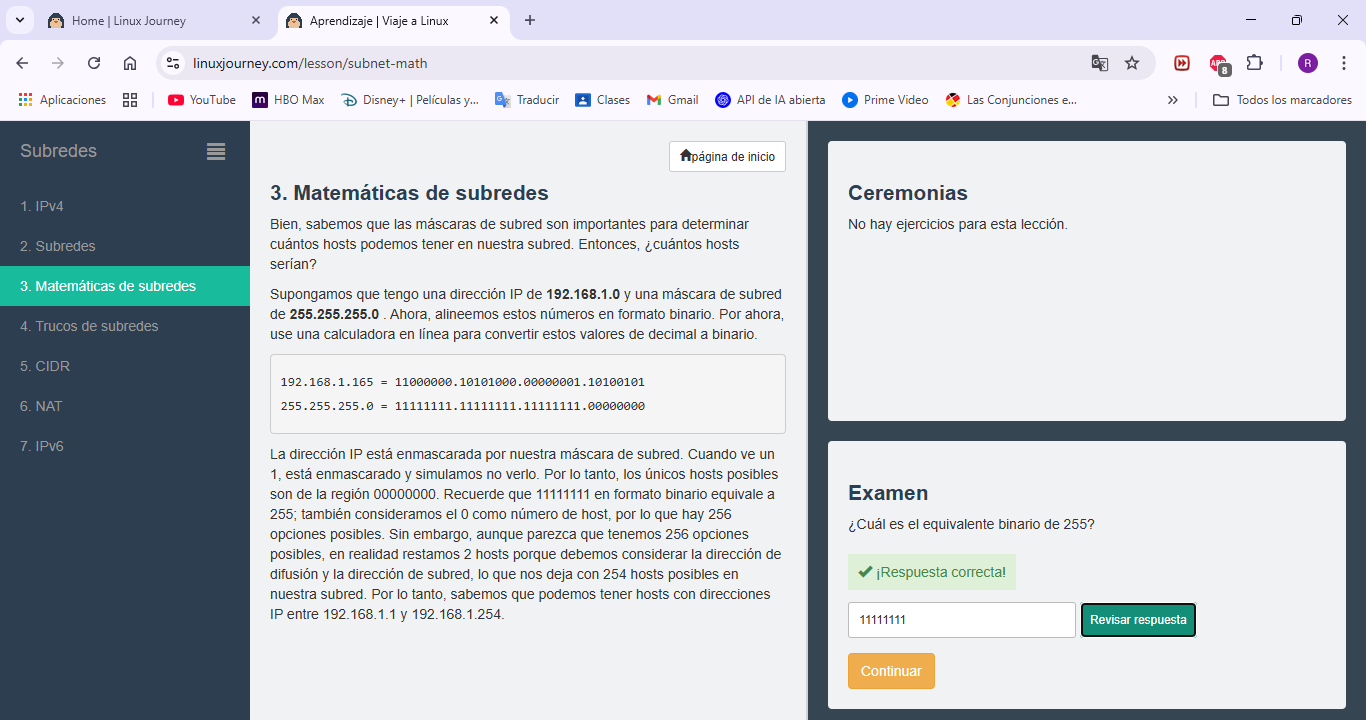 Home | Linux Journey
Aprendizaje | Viaje a Linux
linuxjourney.com/lesson/subnet-math
ABP
8
R
Aplicaciones
YouTube
HBO Max
Disney+ | Películas y...
Traducir
Clases
Gmail
API de IA abierta
Prime Video
Las Conjunciones e...
Todos los marcadores
Subredes
1. IPv4
2. Subredes
3. Matemáticas de subredes
4. Trucos de subredes
5. CIDR
6. NAT
7. IPv6
página de inicio
3. Matemáticas de subredes
Bien, sabemos que las máscaras de subred son importantes para determinar
cuántos hosts podemos tener en nuestra subred. Entonces, ¿cuántos hosts
serían?
Supongamos que tengo una dirección IP de 192.168.1.0 y una máscara de subred
de 255.255.255.0 . Ahora, alineemos estos números en formato binario. Por ahora,
use una calculadora en línea para convertir estos valores de decimal a binario.
192.168.1.165 = 11000000.10101000.00000001.10100101
255.255.255.0 = 11111111.11111111.11111111.00000000
La dirección IP está enmascarada por nuestra máscara de subred. Cuando ve un
1, está enmascarado y simulamos no verlo. Por lo tanto, los únicos hosts posibles
son de la región 00000000. Recuerde que 11111111 en formato binario equivale a
255; también consideramos el 0 como número de host, por lo que hay 256
opciones posibles. Sin embargo, aunque parezca que tenemos 256 opciones
posibles, en realidad restamos 2 hosts porque debemos considerar la dirección de
difusión y la dirección de subred, lo que nos deja con 254 hosts posibles en
nuestra subred. Por lo tanto, sabemos que podemos tener hosts con direcciones
IP entre 192.168.1.1 y 192.168.1.254.
Ceremonias
No hay ejercicios para esta lección.
Examen
¿Cuál es el equivalente binario de 255?
¡Respuesta correcta!
11111111
Revisar respuesta
Continuar